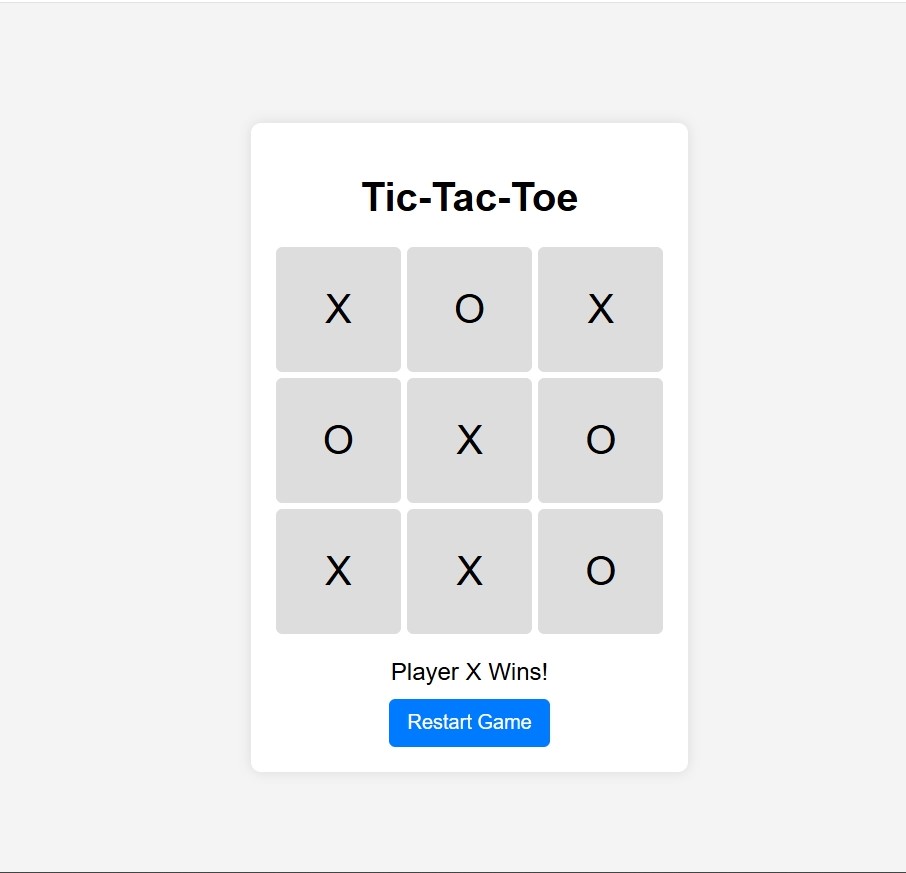 Tic-Tac-Toe
X O X
O X O
X X O
Player X Wins!
Restart Game